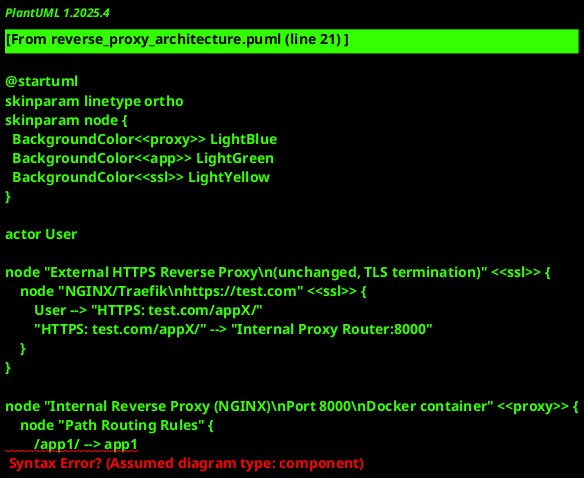 PlantUML 1.2025.4
[From reverse_proxy_architecture.puml (line 21) ]
@startuml
skinparam linetype ortho
skinparam node {
  BackgroundColor<<proxy>> LightBlue
  BackgroundColor<<app>> LightGreen
  BackgroundColor<<ssl>> LightYellow
}
actor User
node "External HTTPS Reverse Proxy\n(unchanged, TLS termination)" <<ssl>> {
    node "NGINX/Traefik\nhttps://test.com" <<ssl>> {
        User --> "HTTPS: test.com/appX/"
        "HTTPS: test.com/appX/" --> "Internal Proxy Router:8000"
    }
}
node "Internal Reverse Proxy (NGINX)\nPort 8000\nDocker container" <<proxy>> {
    node "Path Routing Rules" {
        /app1/ --> app1
 Syntax Error? (Assumed diagram type: component)